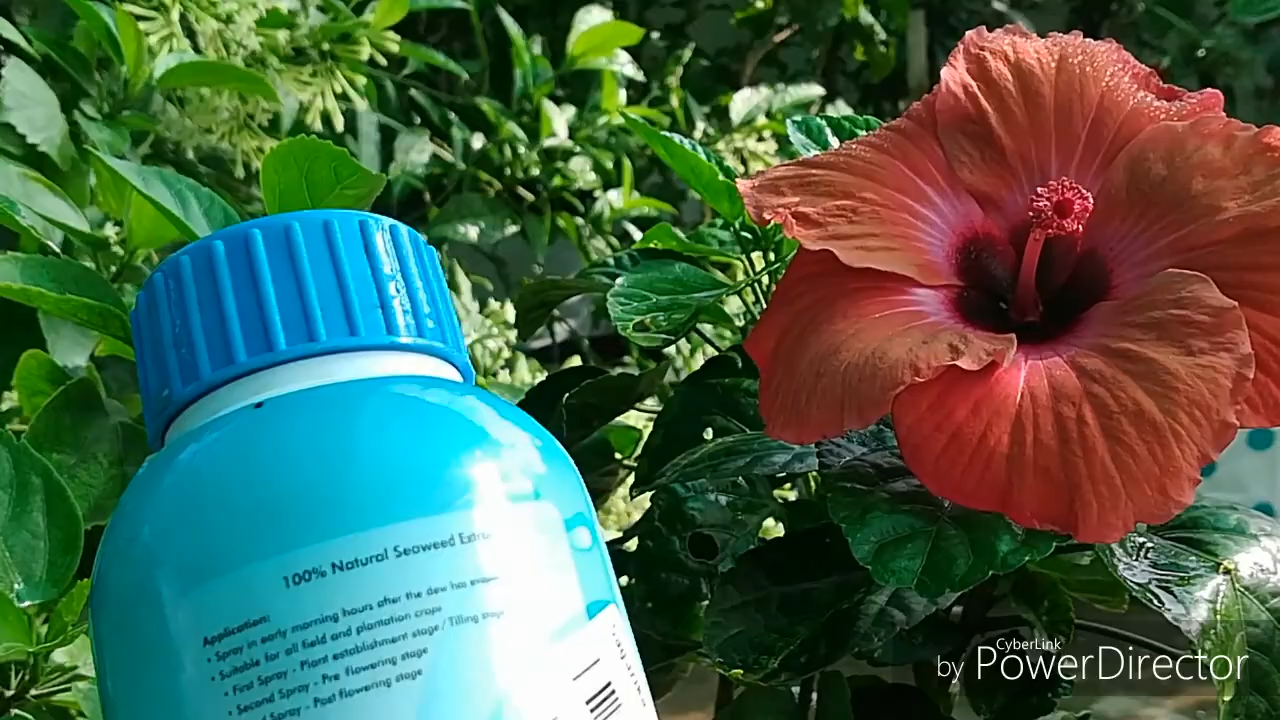 100% Natural Seaweed
Application:
• Spray in early morning hours after the dew has
• Suitable for all field and plantation crops
• First Spray - Plant establishment stage / Tilling stage
• Second Spray - Pre flowering stage
Spray - Post flowering stage
CyberLink
by PowerDirector